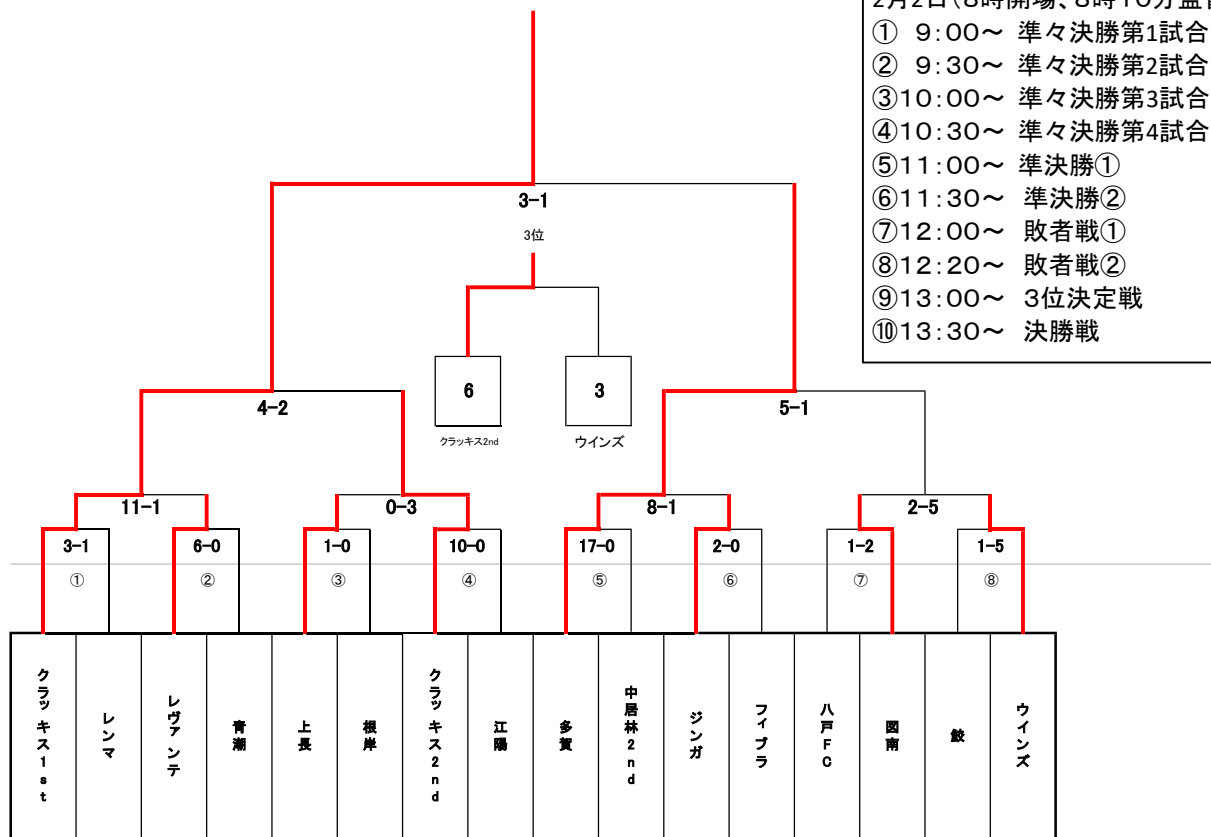 2月2日(8時開場、8時10分監
① 9:00～ 準々決勝第1試合
② 9:30～ 準々決勝第2試合
③10:00～ 準々決勝第3試合
④10:30～ 準々決勝第4試合
⑤11:00～ 準決勝①
⑥11:30～ 準決勝②
⑦12:00～ 敗者戦①
⑧12:20～ 敗者戦②
⑨13:00～ 3位決定戦
⑩13:30～ 決勝戦
3-1
3位
6 3
クラッキス2nd ウインズ
4-2 5-1
11-1 0-3 8-1 2-5
3-1 6-0 1-0 10-0 17-0 2-0 1-2 1-5
① ② ③ ④ ⑤ ⑥ ⑦ ⑧
クラッキス1st
レンマ
レヴァンテ
青潮
上長
根岸
クラッキス2nd
江陽
多賀
中居林2nd
ジンガ
フィブラ
八戸FC
図南
鮫
ウインズ